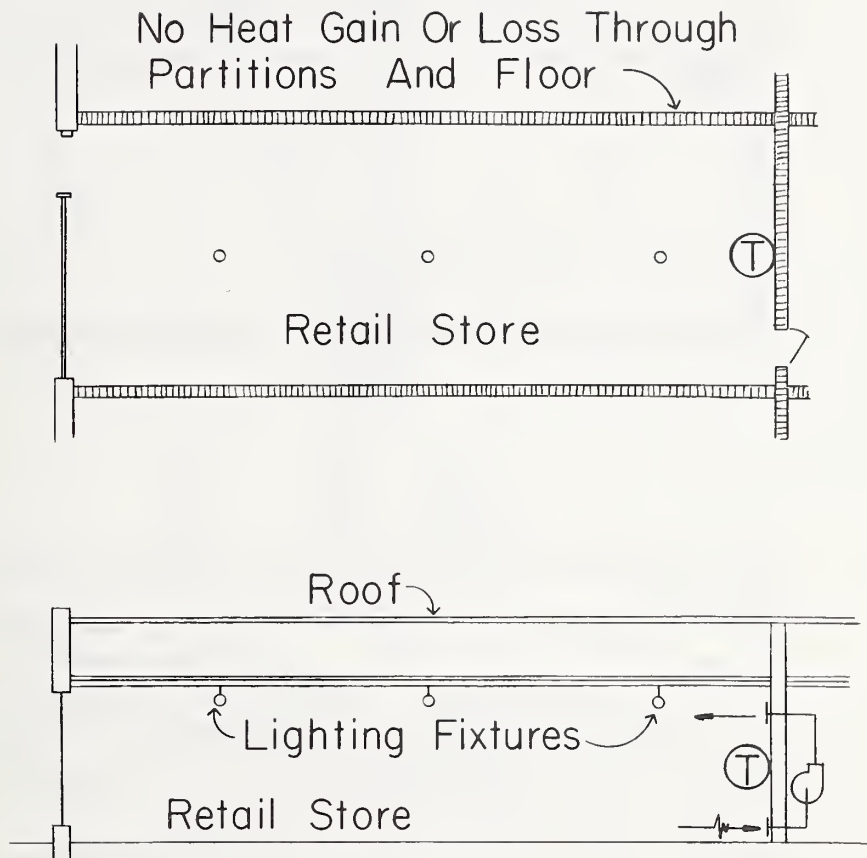 No Heat Gain Or Loss Through
Partitions And Floor
T
Retail Store
Roof
Lighting Fixtures
T
Retail Store